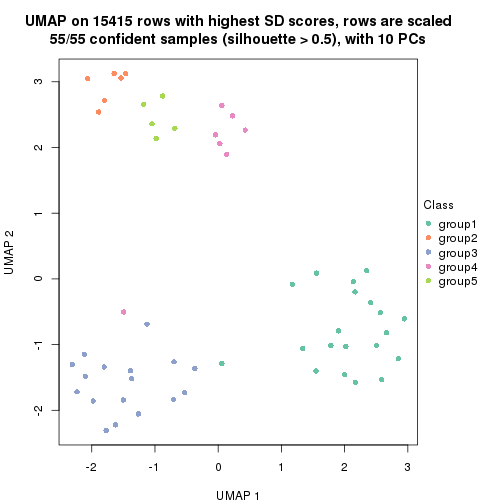 UMAP on 15415 rows with highest SD scores, rows are scaled
55/55 confident samples (silhouette > 0.5), with 10 PCs
3
2
1
0
-1
-2
UMAP 2
-2
-1
0
1
2
3
UMAP 1
Class
group1
group2
group3
group4
group5